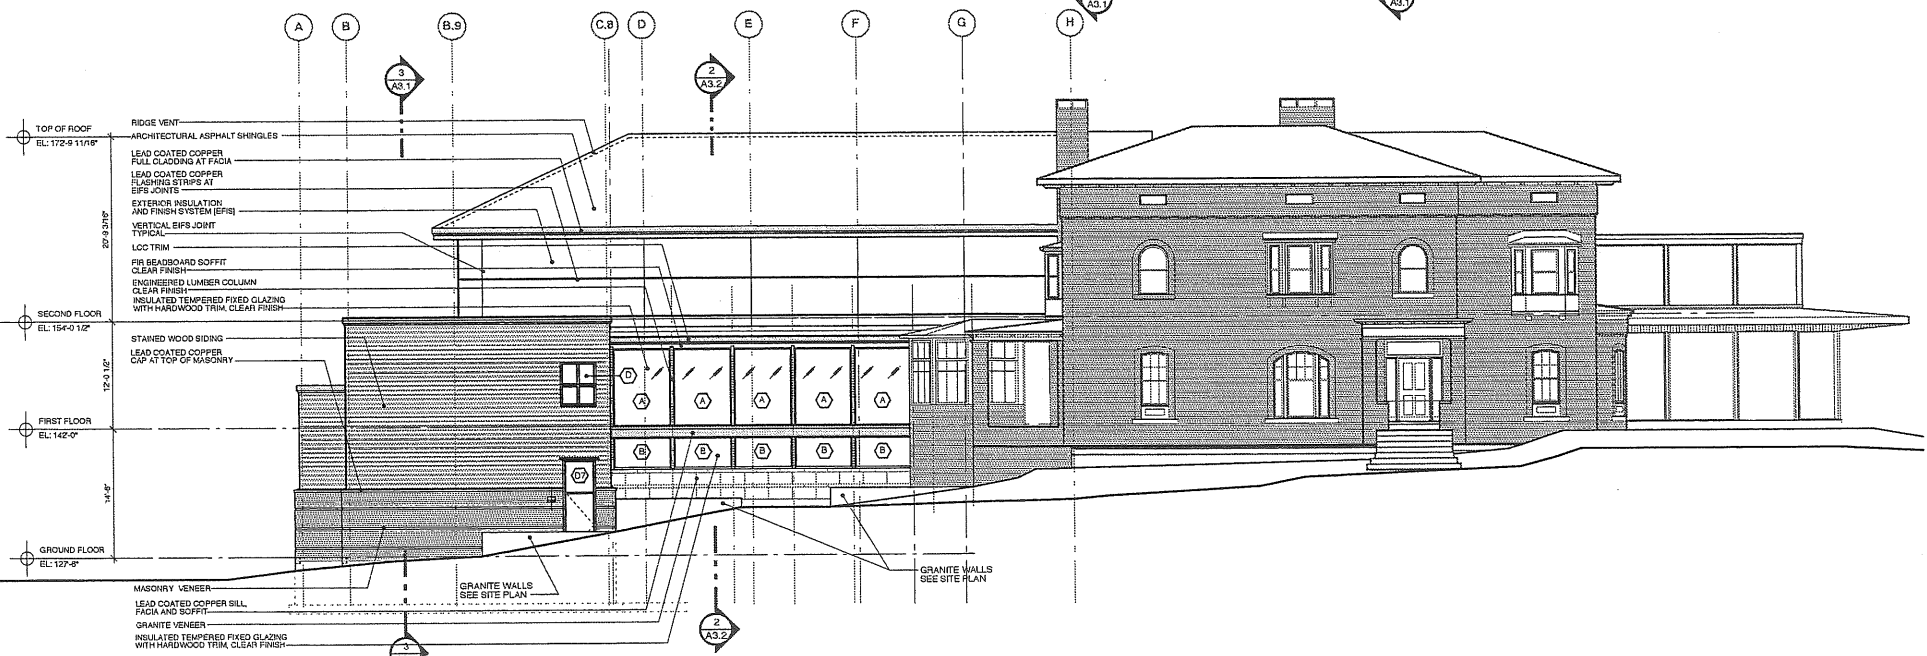 A3.1
A3.1
A
B
B.9
C.8
D
E
F
G
H
3
A3.1
2
A3.2
TOP OF ROOF
EL: 172'-9 11/16"
RIDGE VENT
ARCHITECTURAL ASPHALT SHINGLES
LEAD COATED COPPER
FULL CLADDING AT FACIA
LEAD COATED COPPER
FLASHING STRIPS AT
EIFS JOINTS
EXTERIOR INSULATION
AND FINISH SYSTEM [EFIS]
VERTICAL EIFS JOINT
TYPICAL
LCC TRIM
FIR BEADBOARD SOFFIT
CLEAR FINISH
ENGINEERED LUMBER COLUMN
CLEAR FINISH
INSULATED TEMPERED FIXED GLAZING
WITH HARDWOOD TRIM, CLEAR FINISH
20'-9 3/16"
SECOND FLOOR
EL: 154'-0 1/2"
STAINED WOOD SIDING
LEAD COATED COPPER
CAP AT TOP OF MASONRY
12'-0 1/2"
D
A
A
A
A
A
FIRST FLOOR
EL: 142'-0"
B
B
B
B
B
D7
14'-6"
GROUND FLOOR
EL: 127'-6"
MASONRY VENEER
GRANITE WALLS
SEE SITE PLAN
GRANITE WALLS
SEE SITE PLAN
LEAD COATED COPPER SILL,
FACIA AND SOFFIT
GRANITE VENEER
INSULATED TEMPERED FIXED GLAZING
WITH HARDWOOD TRIM, CLEAR FINISH
2
A3.2
3